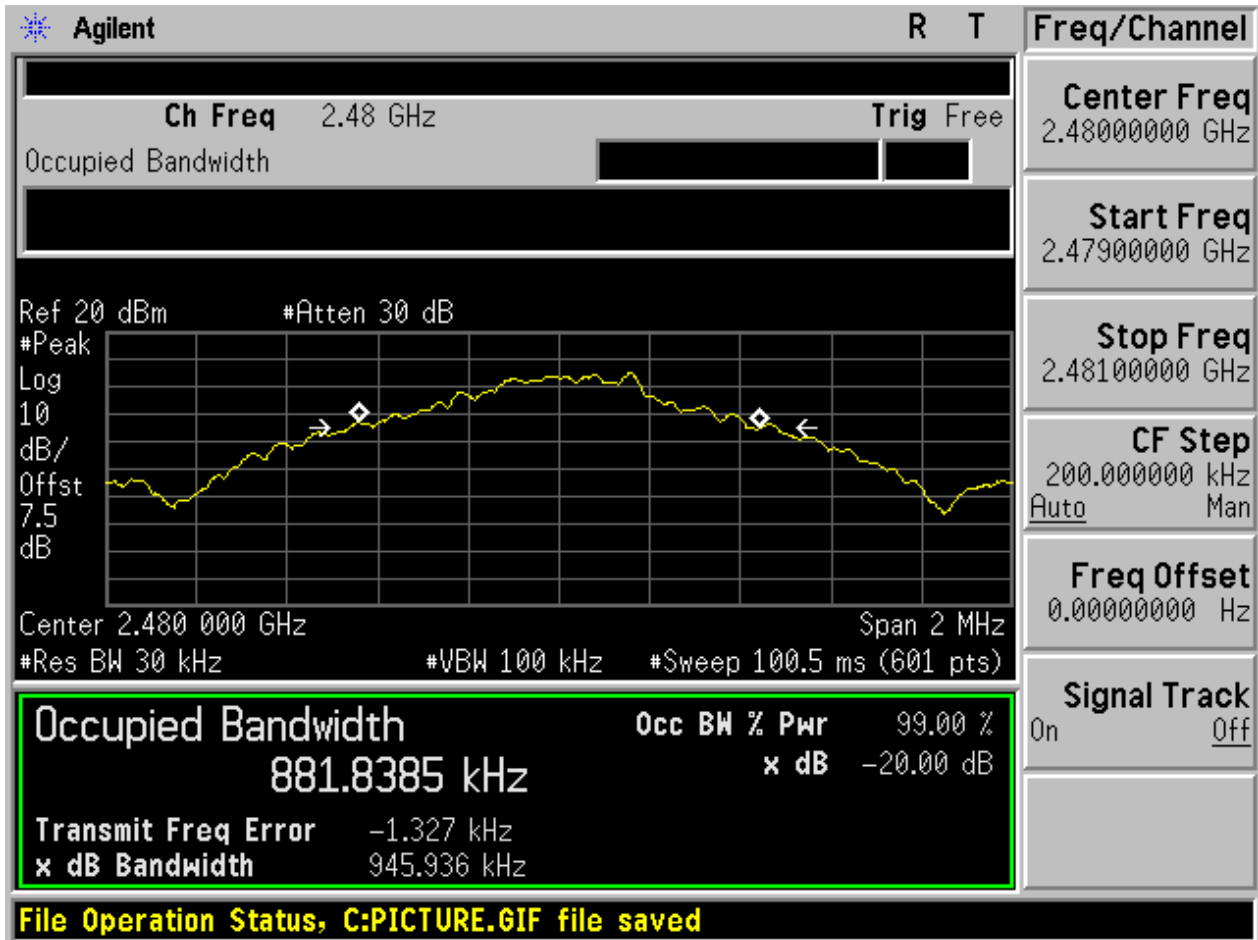 Agilent R T
Ch Freq 2.48 GHz Trig Free
Occupied Bandwidth
Ref 20 dBm #Atten 30 dB
#Peak
Log
10
dB/
Offst
7.5
dB
Center 2.480 000 GHz Span 2 MHz
#Res BW 30 kHz #VBW 100 kHz #Sweep 100.5 ms (601 pts)
Occupied Bandwidth
881.8385 kHz
Occ BW % Pwr 99.00 %
x dB -20.00 dB
Transmit Freq Error -1.327 kHz
x dB Bandwidth 945.936 kHz
File Operation Status, C:PICTURE.GIF file saved
Freq/Channel
Center Freq
2.48000000 GHz
Start Freq
2.47900000 GHz
Stop Freq
2.48100000 GHz
CF Step
200.000000 kHz
Auto Man
Freq Offset
0.00000000 Hz
Signal Track
On Off